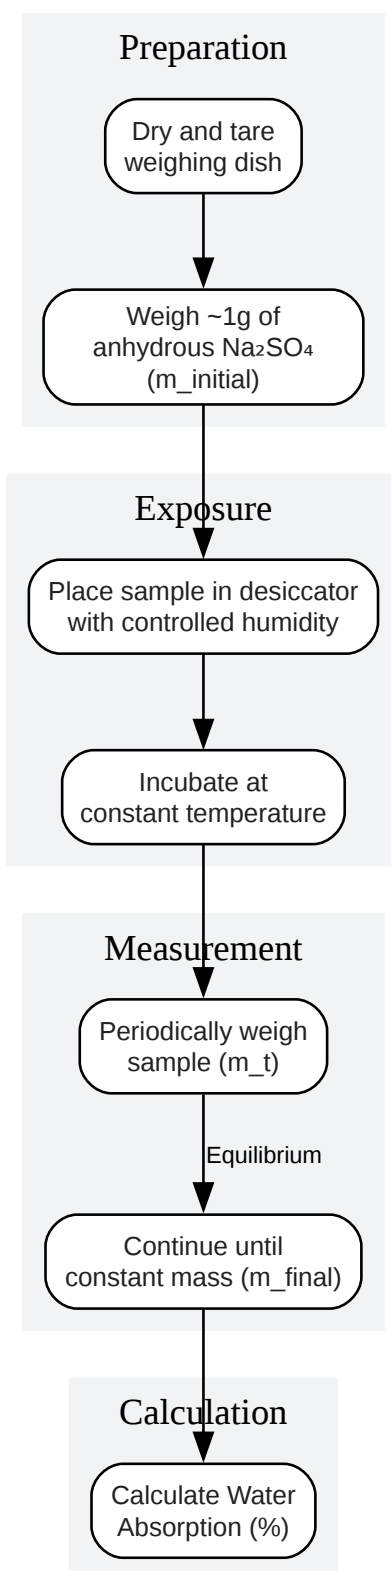 Preparation
Dry and tare
weighing dish
Weigh ~1g of
anhydrous Na₂SO₄
(m_initial)
Exposure
Place sample in desiccator
with controlled humidity
Incubate at
constant temperature
Measurement
Periodically weigh
sample (m_t)
Equilibrium
Continue until
constant mass (m_final)
Calculation
Calculate Water
Absorption (%)